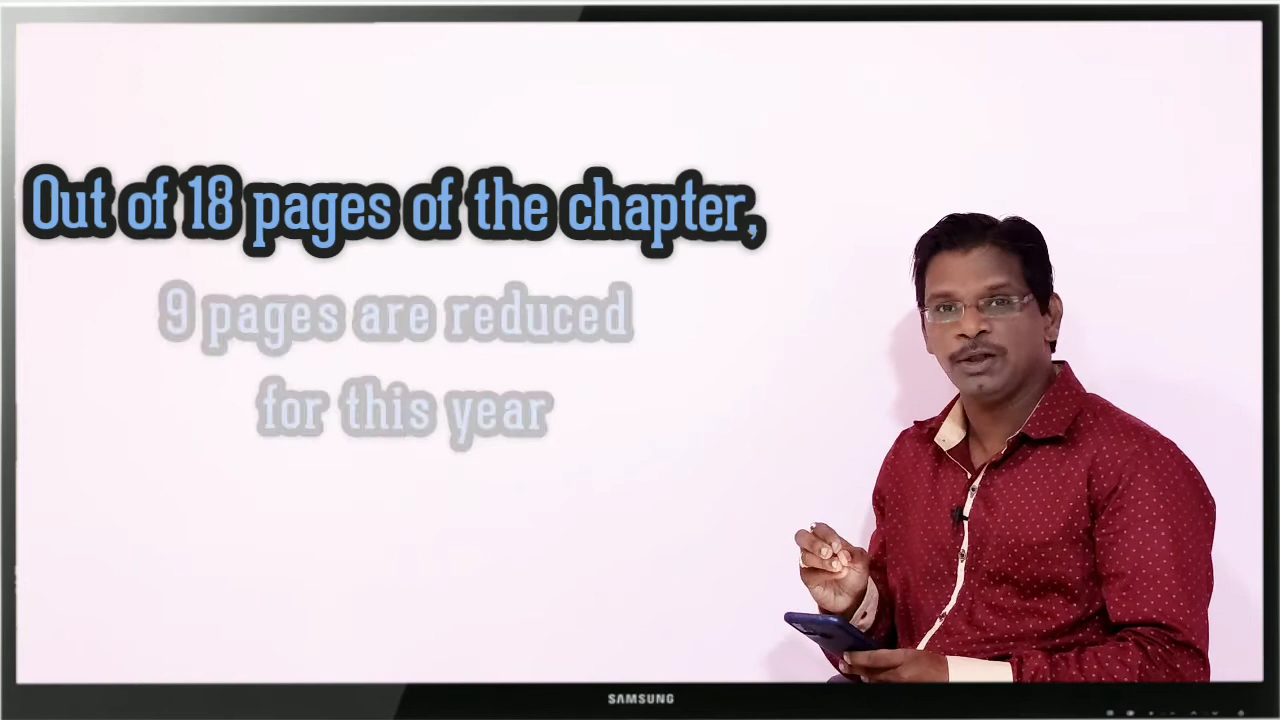 Out of 18 pages of the chapter,
9 pages are reduced
for this year
SAMSUNG